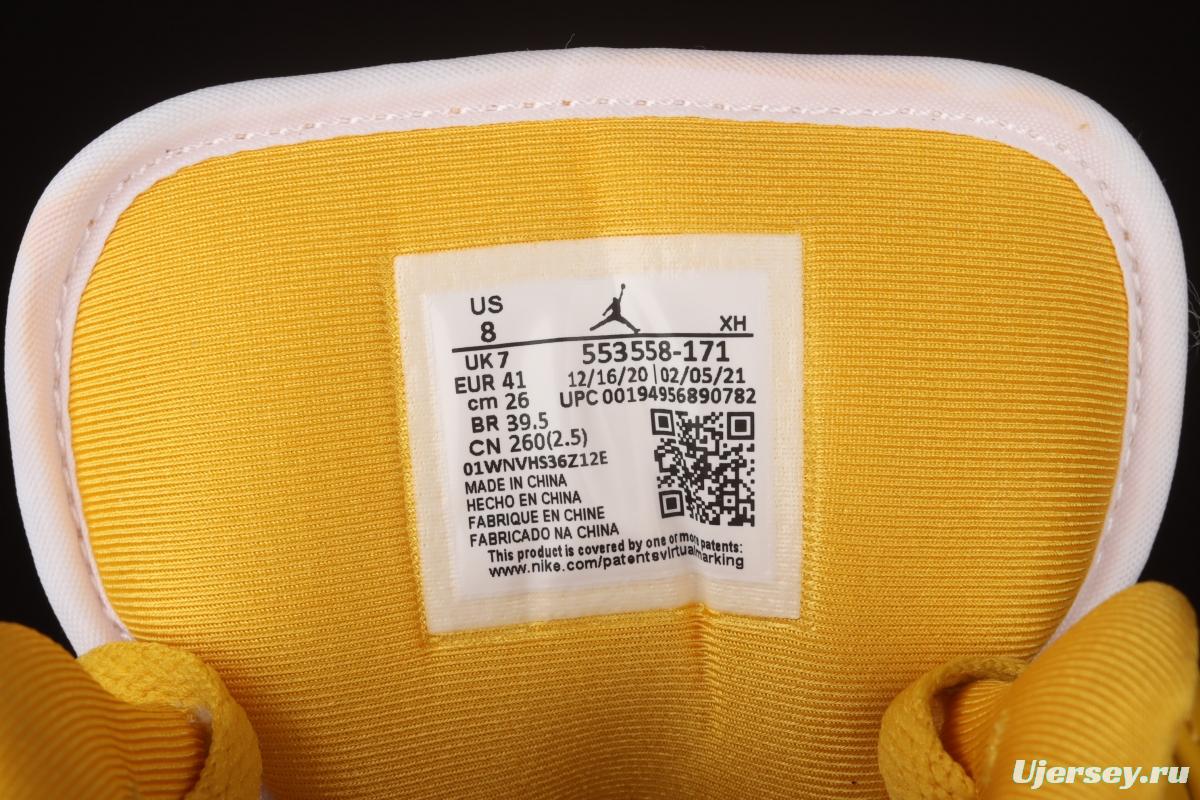 US
8
XH
UK 7
553558-171
EUR 41
12/16/20 | 02/05/21
cm 26
UPC 00194956890782
BR 39.5
CN 260(2.5)
01WNVHS36Z12E
MADE IN CHINA
HECHO EN CHINA
FABRIQUE EN CHINE
FABRICADO NA CHINA
This product is covered by one or more patents:
www.nike.com/patentsvirtualmarking
Ujersey.ru